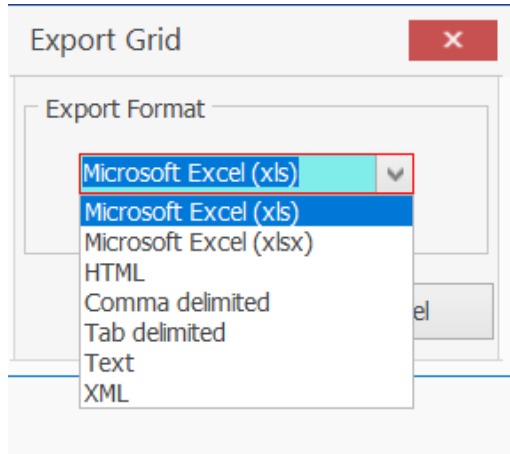 Export Grid
Export Format
Microsoft Excel (xls)
Microsoft Excel (xls)
Microsoft Excel (xlsx)
HTML
Comma delimited
el
Tab delimited
Text
XML